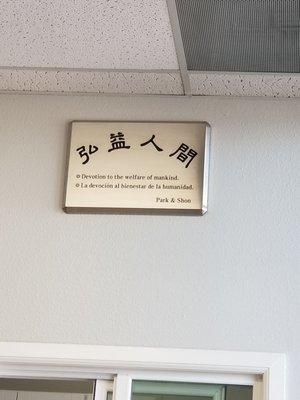 弘益人間
Devotion to the welfare of mankind.
La devoción al bienestar de la humanidad.
Park & Shon